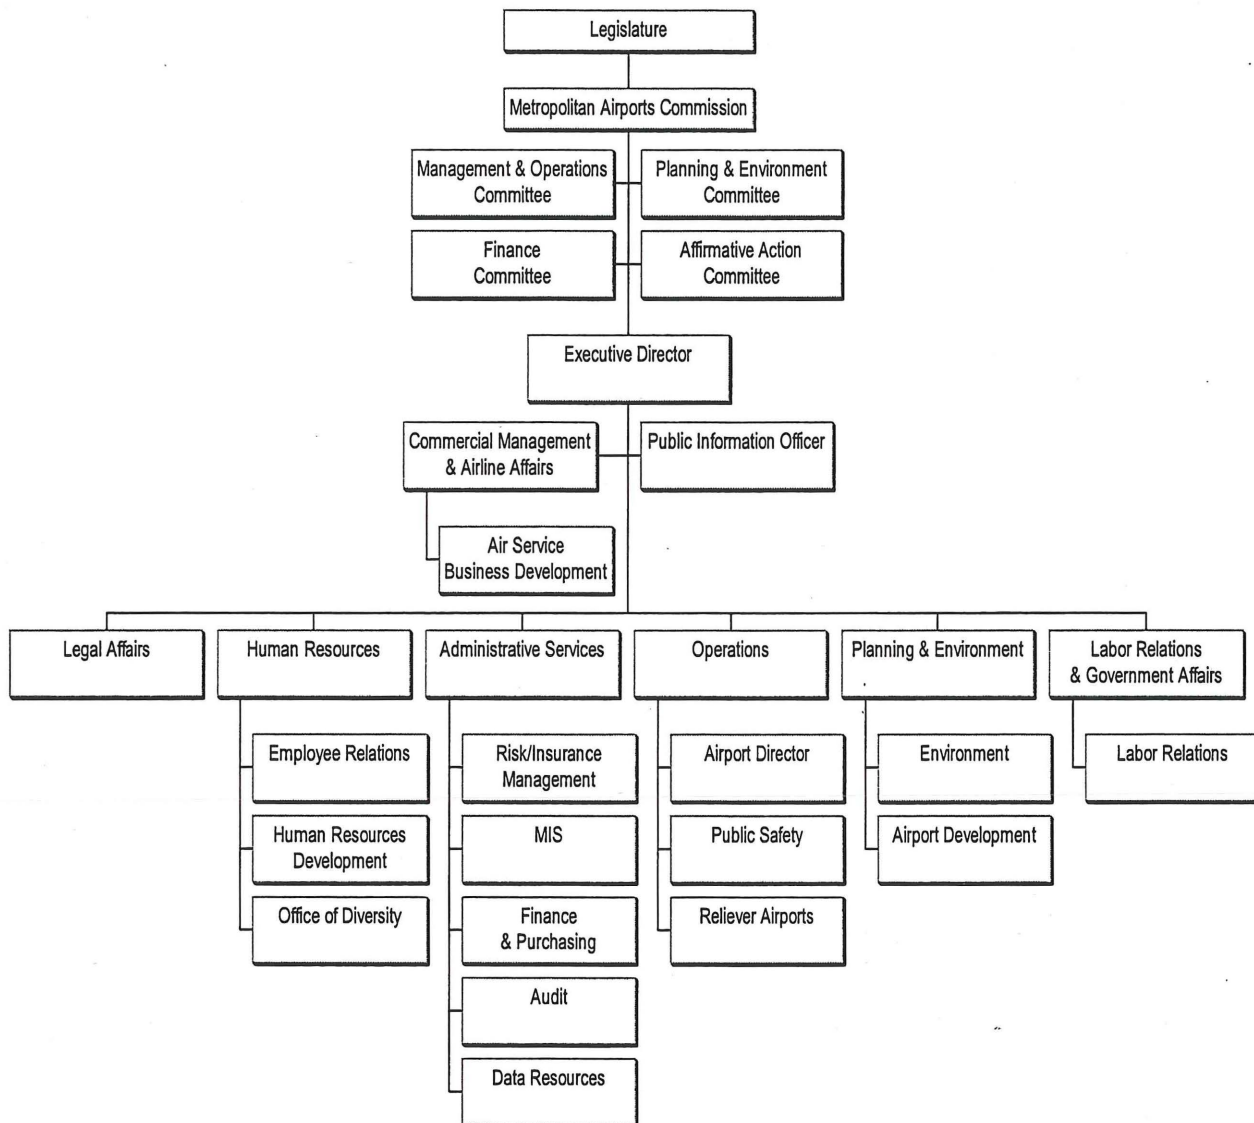 Legislature
Metropolitan Airports Commission
Management & Operations
Committee
Planning & Environment
Committee
Finance
Committee
Affirmative Action
Committee
Executive Director
Commercial Management
& Airline Affairs
Public Information Officer
Air Service
Business Development
Legal Affairs
Human Resources
Administrative Services
Operations
Planning & Environment
Labor Relations
& Government Affairs
Employee Relations
Human Resources
Development
Office of Diversity
Risk/Insurance
Management
MIS
Finance
& Purchasing
Audit
Data Resources
Airport Director
Public Safety
Reliever Airports
Environment
Airport Development
Labor Relations